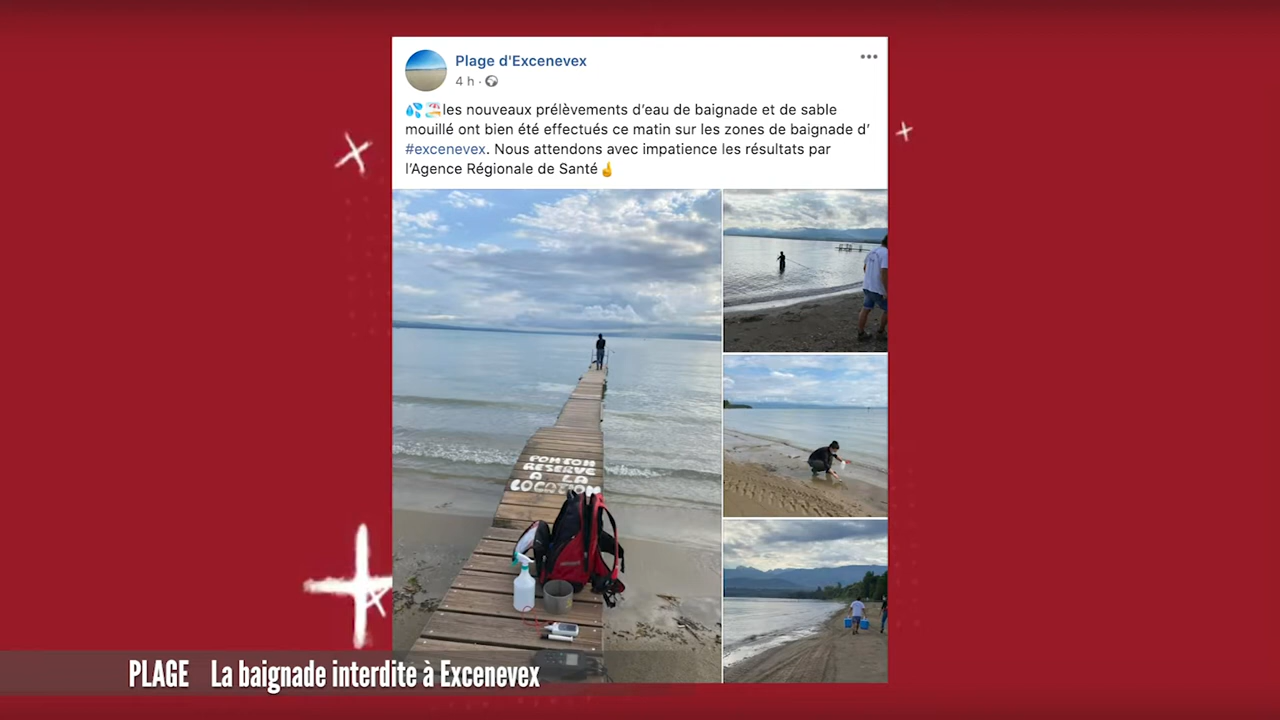 Plage d'Excenevex
4 h ·
💦🏖️les nouveaux prélèvements d’eau de baignade et de sable
mouillé ont bien été effectués ce matin sur les zones de baignade d’
#excenevex. Nous attendons avec impatience les résultats par
l’Agence Régionale de Santé🤞
PONTON
RESERVE
A LA
LOCATION
PLAGE La baignade interdite à Excenevex